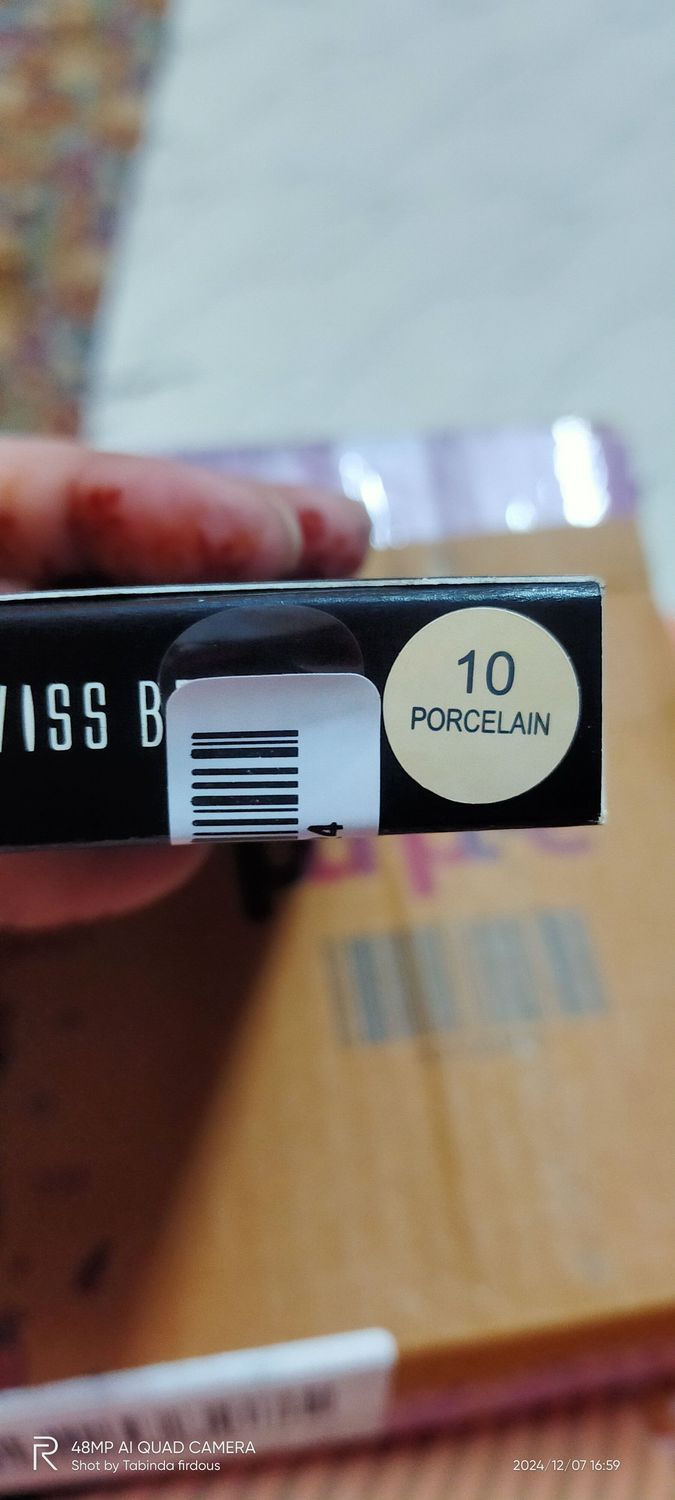 WISS B
10
PORCELAIN
4
48MP AI QUAD CAMERA
Shot by Tabinda firdous
2024/12/07 16:59